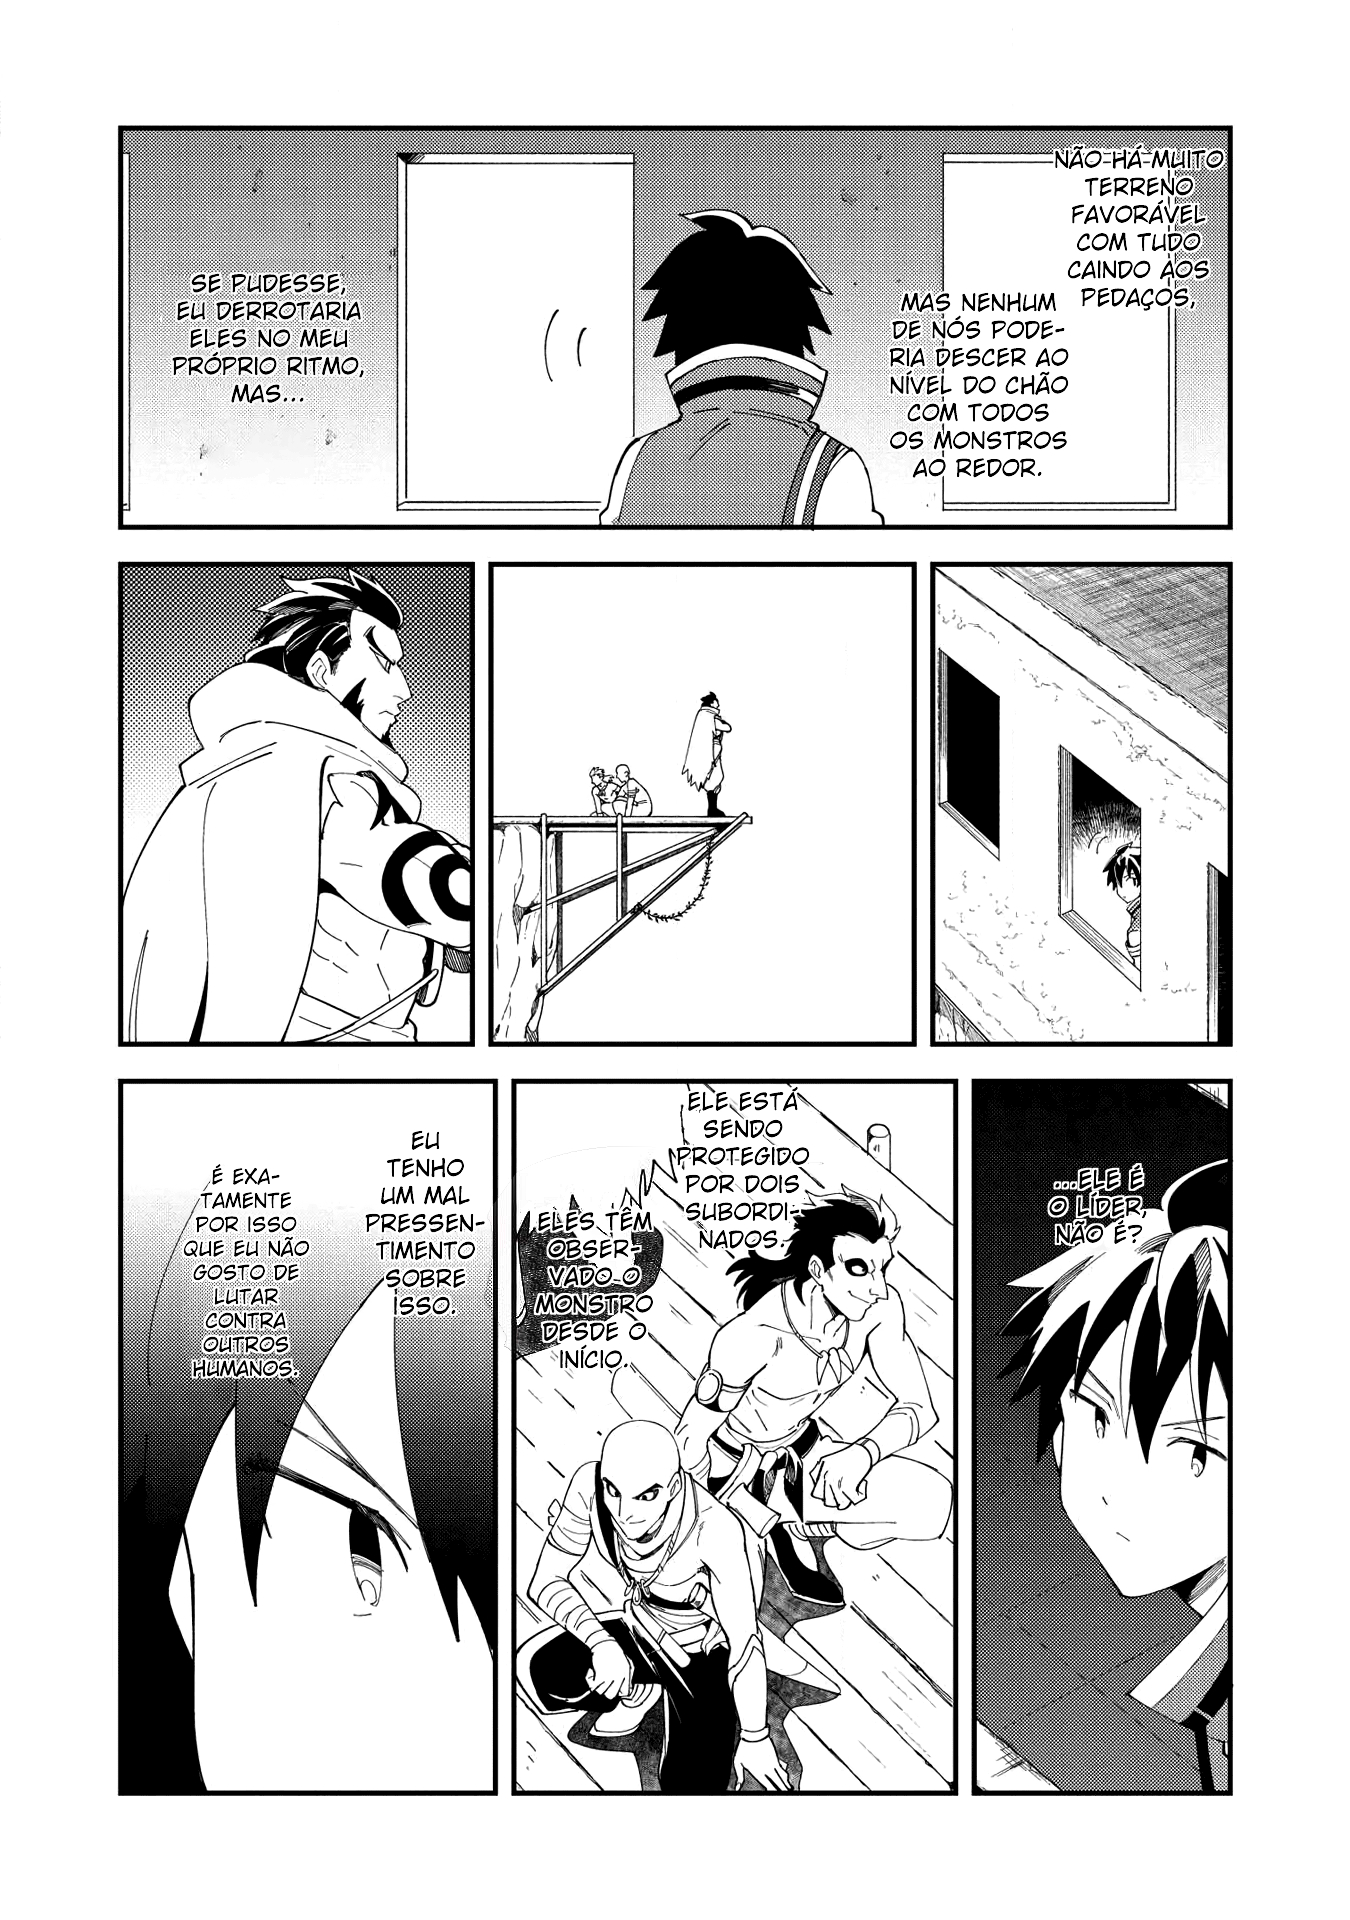 NÃO HÁ MUITO
TERRENO
FAVORÁVEL
COM TUDO
CAINDO AOS
PEDAÇOS,
MAS NENHUM
DE NÓS PODE-
RIA DESCER AO
NÍVEL DO CHÃO
COM TODOS
OS MONSTROS
AO REDOR.
SE PUDESSE,
EU DERROTARIA
ELES NO MEU
PRÓPRIO RITMO,
MAS...
...ELE É
O LÍDER,
NÃO É?
ELE ESTÁ
SENDO
PROTEGIDO
POR DOIS
SUBORDI-
NADOS.
ELES TÊM
OBSER-
VADO O
MONSTRO
DESDE O
INÍCIO.
EU
TENHO
UM MAL
PRESSEN-
TIMENTO
SOBRE
ISSO.
É EXA-
TAMENTE
POR ISSO
QUE EU NÃO
GOSTO DE
LUTAR
CONTRA
OUTROS
HUMANOS.